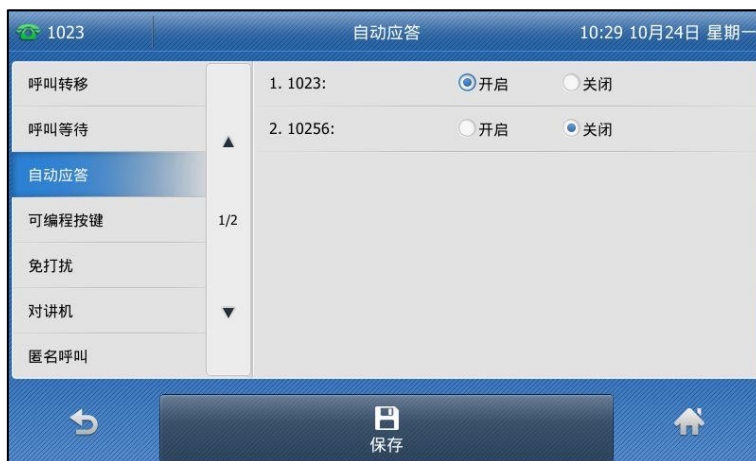 1023 自动应答 10:29 10月24日 星期一
呼叫转移
呼叫等待
自动应答
可编程按键
免打扰
对讲机
匿名呼叫
1/2
1. 1023: 开启 关闭
2. 10256: 开启 关闭
保存